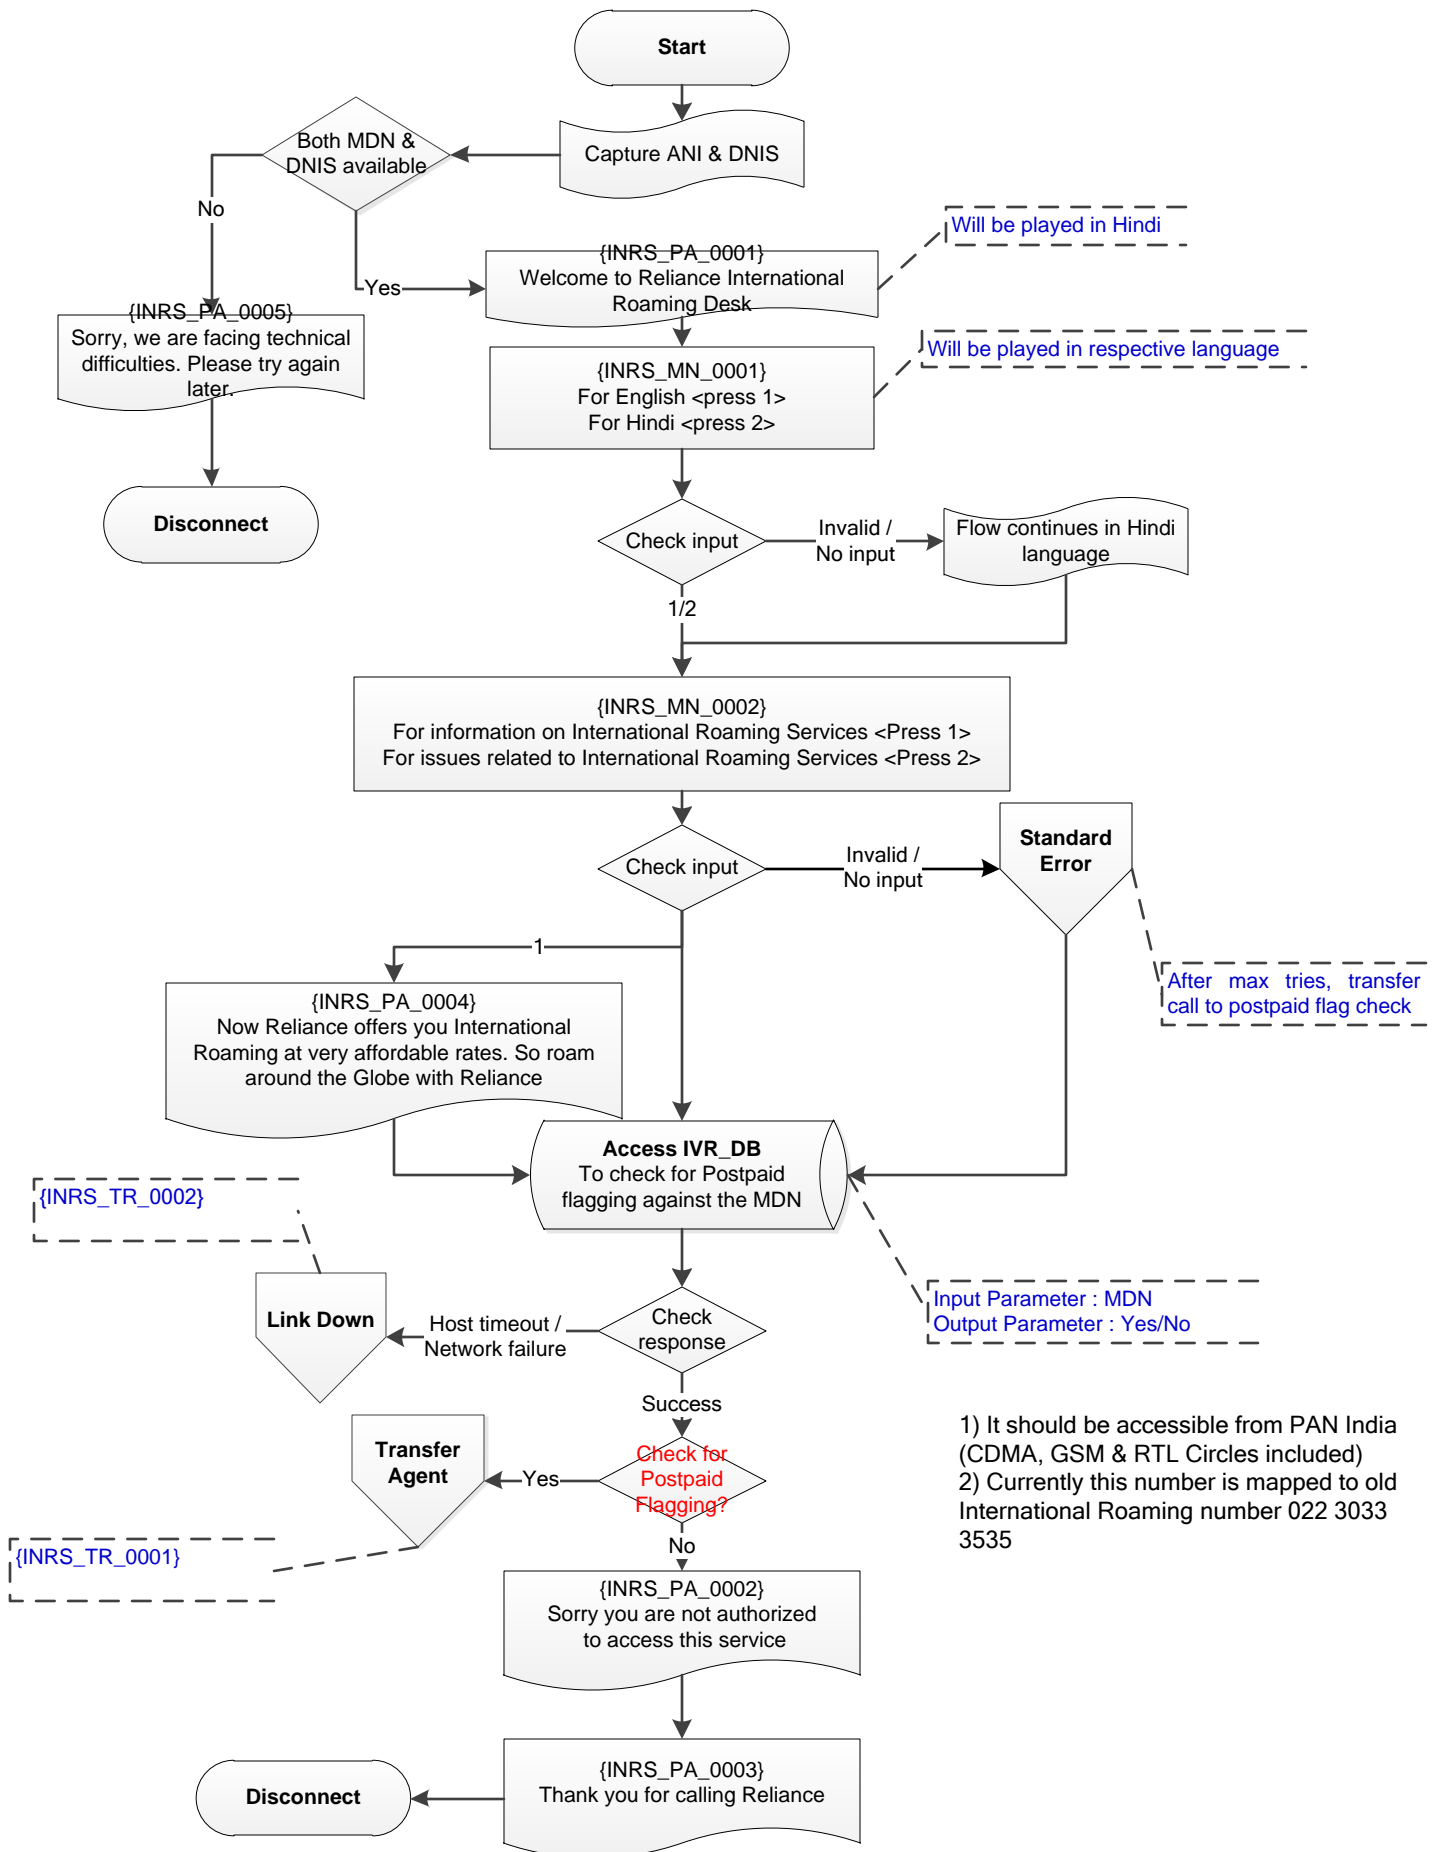 Start
Capture ANI & DNIS
Both MDN &
DNIS available
No
Yes
{INRS_PA_0001}
Welcome to Reliance International
Roaming Desk
Will be played in Hindi
{INRS_PA_0005}
Sorry, we are facing technical
difficulties. Please try again
later.
Disconnect
{INRS_MN_0001}
For English <press 1>
For Hindi <press 2>
Will be played in respective language
Check input
Invalid /
No input
Flow continues in Hindi
language
1/2
{INRS_MN_0002}
For information on International Roaming Services <Press 1>
For issues related to International Roaming Services <Press 2>
Check input
Invalid /
No input
Standard
Error
After max tries, transfer
call to postpaid flag check
1
{INRS_PA_0004}
Now Reliance offers you International
Roaming at very affordable rates. So roam
around the Globe with Reliance
Access IVR_DB
To check for Postpaid
flagging against the MDN
Input Parameter : MDN
Output Parameter : Yes/No
{INRS_TR_0002}
Link Down
Host timeout /
Network failure
Check
response
Success
Check for
Postpaid
Flagging?
Yes
Transfer
Agent
{INRS_TR_0001}
No
{INRS_PA_0002}
Sorry you are not authorized
to access this service
{INRS_PA_0003}
Thank you for calling Reliance
Disconnect
1) It should be accessible from PAN India
(CDMA, GSM & RTL Circles included)
2) Currently this number is mapped to old
International Roaming number 022 3033
3535